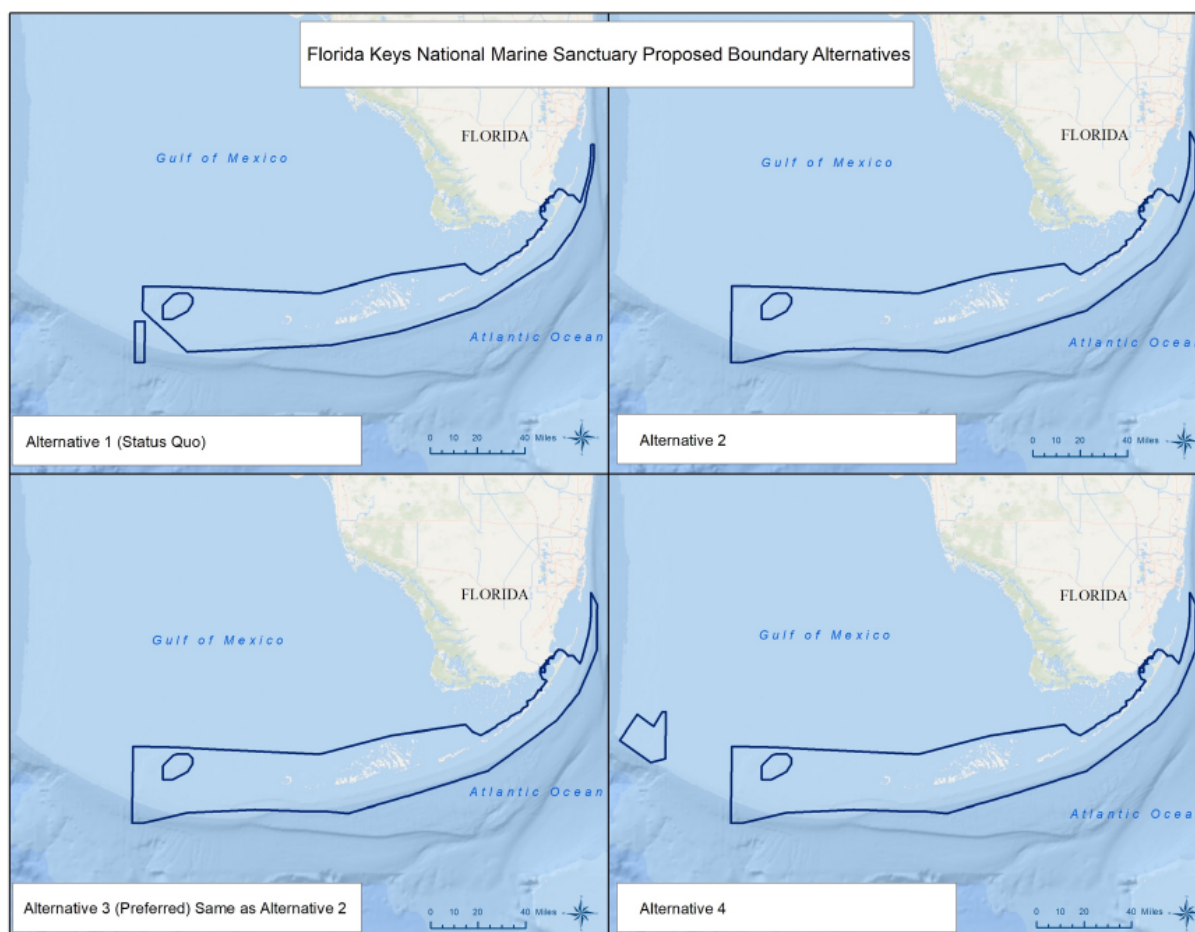 Florida Keys National Marine Sanctuary Proposed Boundary Alternatives
FLORIDA
Gulf of Mexico
Atlantic Ocean
Alternative 1 (Status Quo)
0 10 20 40 Miles
FLORIDA
Gulf of Mexico
Atlantic Ocea
Alternative 2
0 10 20 40 Miles
FLORIDA
Gulf of Mexico
Atlantic Ocean
Alternative 3 (Preferred) Same as Alternative 2
0 10 20 40 Miles
FLORIDA
Gulf of Mexico
Atlantic Ocea
Alternative 4
0 10 20 40 Miles